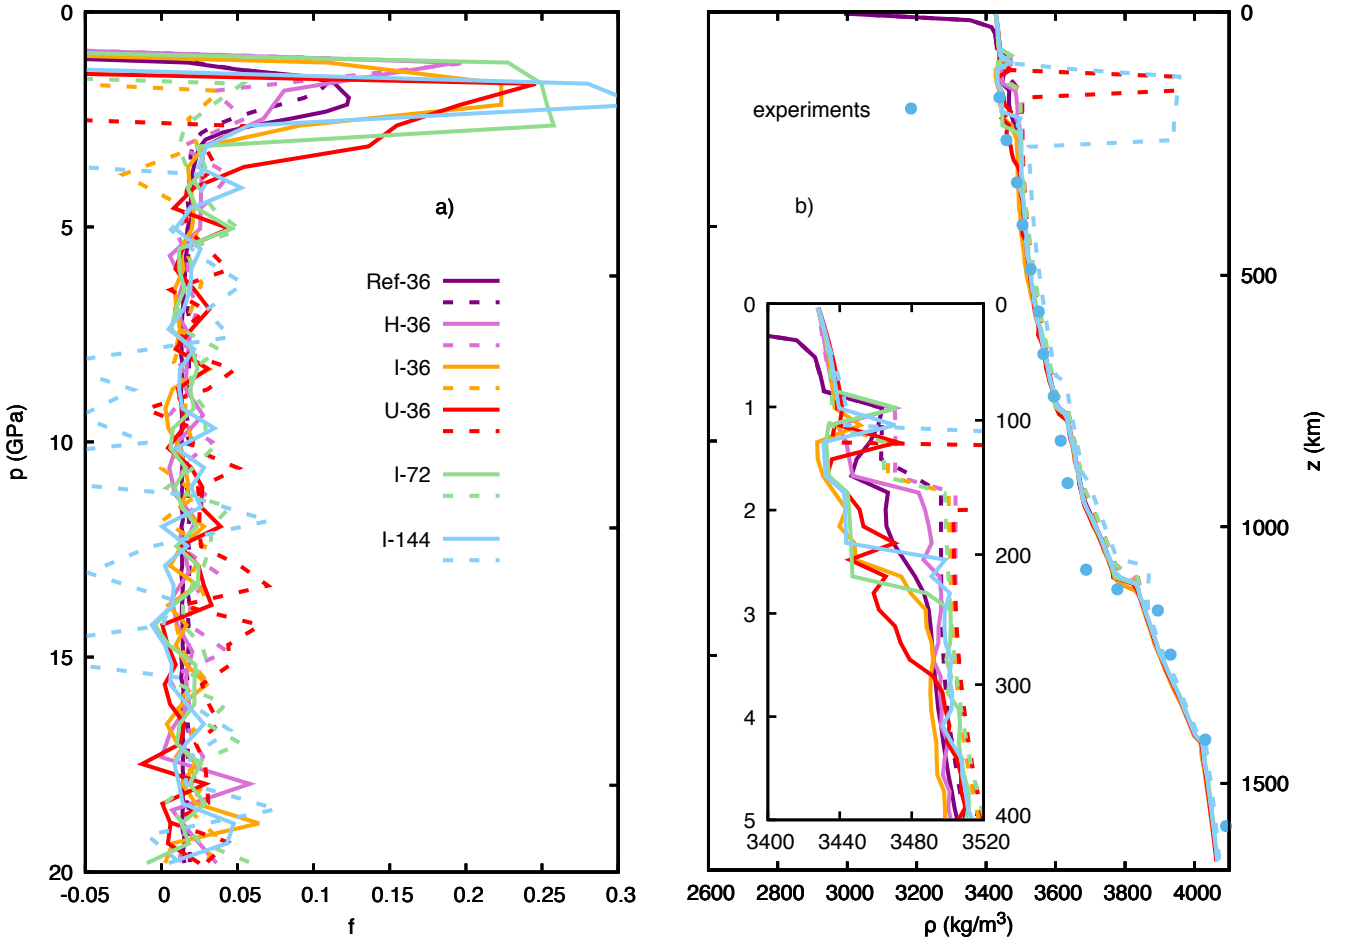 0
5
10
15
20
p (GPa)
-0.05 0 0.05 0.1 0.15 0.2 0.25 0.3
f
a)
Ref-36
H-36
I-36
U-36
I-72
I-144
experiments
b)
0
500
1000
1500
z (km)
2600 2800 3000 3200 3400 3600 3800 4000
ρ (kg/m³)
0
1
2
3
4
5
3400 3440 3480 3520
0
100
200
300
400